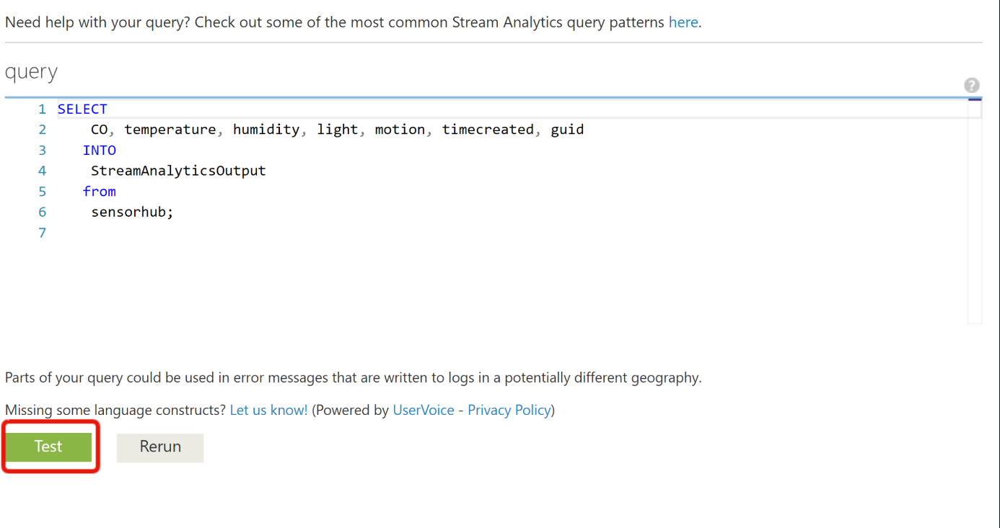 Need help with your query? Check out some of the most common Stream Analytics query patterns here.
query
?
1 SELECT
2 CO, temperature, humidity, light, motion, timecreated, guid
3 INTO
4 StreamAnalyticsOutput
5 from
6 sensorhub;
7
Parts of your query could be used in error messages that are written to logs in a potentially different geography.
Missing some language constructs? Let us know! (Powered by UserVoice - Privacy Policy)
Test Rerun